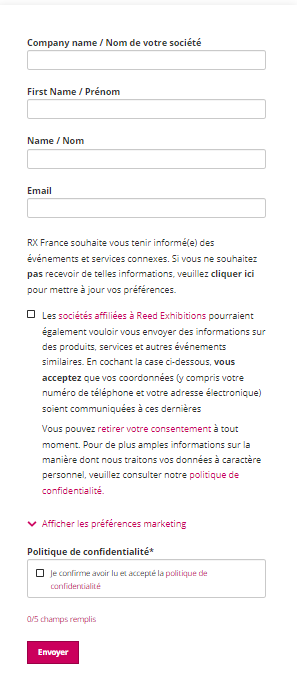 Company name / Nom de votre société
First Name / Prénom
Name / Nom
Email
RX France souhaite vous tenir informé(e) des
événements et services connexes. Si vous ne souhaitez
pas recevoir de telles informations, veuillez cliquer ici
pour mettre à jour vos préférences.
Les sociétés affiliées à Reed Exhibitions pourraient
également vouloir vous envoyer des informations sur
des produits, services et autres événements
similaires. En cochant la case ci-dessous, vous
acceptez que vos coordonnées (y compris votre
numéro de téléphone et votre adresse électronique)
soient communiquées à ces dernières
Vous pouvez retirer votre consentement à tout
moment. Pour de plus amples informations sur la
manière dont nous traitons vos données à caractère
personnel, veuillez consulter notre politique de
confidentialité.
Afficher les préférences marketing
Politique de confidentialité*
Je confirme avoir lu et accepté la politique de
confidentialité
0/5 champs remplis
Envoyer